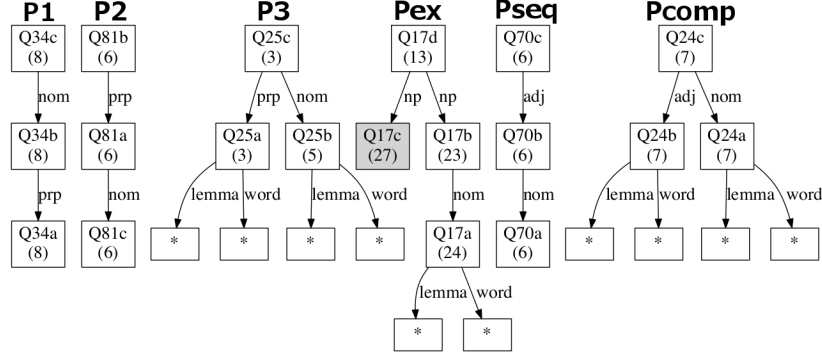 P1 P2 P3 Pex Pseq Pcomp
Q34c Q81b Q25c Q17d Q70c Q24c
(8) (6) (3) (13) (6) (7)
nom prp prp nom np np adj adj nom
Q34b Q81a Q25a Q25b Q17c Q17b Q70b Q24b Q24a
(8) (6) (3) (5) (27) (23) (6) (7) (7)
prp nom lemma word lemma word nom nom lemma word lemma word
Q34a Q81c * * * * Q17a Q70a * * * *
(8) (6) (24) (6)
lemma word
* *